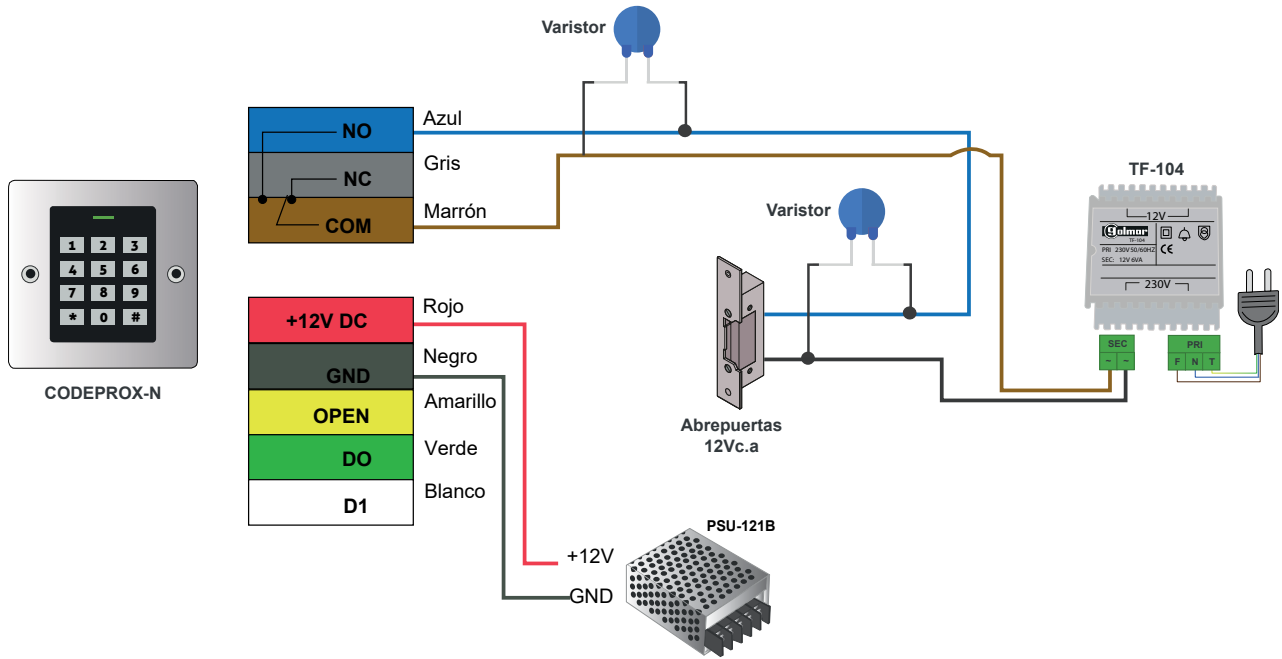 Varistor
NO
Azul
NC
Gris
COM
Marrón
1 2 3
4 5 6
7 8 9
* 0 #
CODEPROX-N
+12V DC
Rojo
GND
Negro
OPEN
Amarillo
DO
Verde
D1
Blanco
+12V
GND
PSU-121B
Varistor
Abrepuertas
12Vc.a
TF-104
12V
Golmar
TF-104
PRI 230V 50/60HZ
SEC: 12V 6VA
CE
230V
SEC
~ ~
PRI
F N T